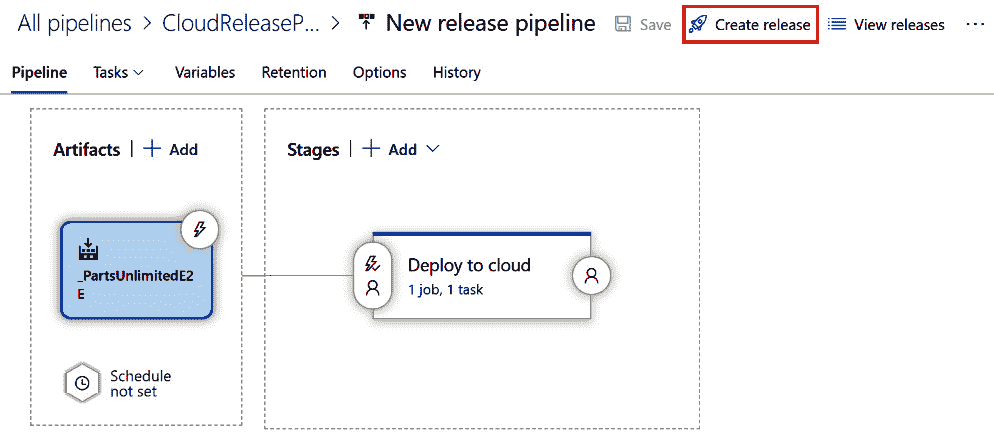 All pipelines > CloudReleaseP... > New release pipeline Save Create release View releases ...
Pipeline Tasks Variables Retention Options History
Artifacts | + Add
Stages | + Add
_PartsUnlimitedE2
E
Deploy to cloud
1 job, 1 task
Schedule
not set